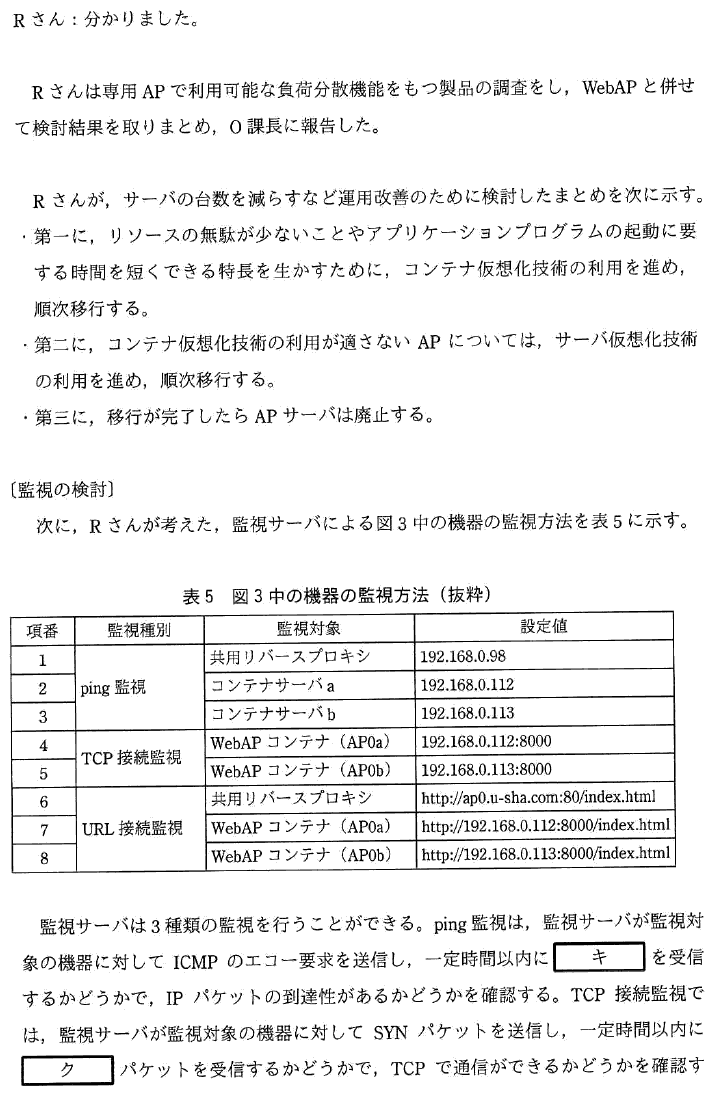 Rさん：分かりました。
Rさんは専用APで利用可能な負荷分散機能をもつ製品の調査をし，WebAPと併せ
て検討結果を取りまとめ，O課長に報告した。
Rさんが，サーバの台数を減らすなど運用改善のために検討したまとめを次に示す。
・第一に，リソースの無駄が少ないことやアプリケーションプログラムの起動に要
する時間を短くできる特長を生かすために，コンテナ仮想化技術の利用を進め，
順次移行する。
・第二に，コンテナ仮想化技術の利用が適さないAPについては，サーバ仮想化技術
の利用を進め，順次移行する。
・第三に，移行が完了したらAPサーバは廃止する。
〔監視の検討〕
次に，Rさんが考えた，監視サーバによる図3中の機器の監視方法を表5に示す。
表5　図3中の機器の監視方法（抜粋）
項番 監視種別 監視対象 設定値
1 ping監視 共用リバースプロキシ 192.168.0.98
2 コンテナサーバa 192.168.0.112
3 コンテナサーバb 192.168.0.113
4 TCP接続監視 WebAPコンテナ（AP0a） 192.168.0.112:8000
5 WebAPコンテナ（AP0b） 192.168.0.113:8000
6 URL接続監視 共用リバースプロキシ http://ap0.u-sha.com:80/index.html
7 WebAPコンテナ（AP0a） http://192.168.0.112:8000/index.html
8 WebAPコンテナ（AP0b） http://192.168.0.113:8000/index.html
監視サーバは3種類の監視を行うことができる。ping監視は，監視サーバが監視対
象の機器に対してICMPのエコー要求を送信し，一定時間以内に キ を受信
するかどうかで，IPパケットの到達性があるかどうかを確認する。TCP接続監視で
は，監視サーバが監視対象の機器に対してSYNパケットを送信し，一定時間以内に
ク パケットを受信するかどうかで，TCPで通信ができるかどうかを確認す